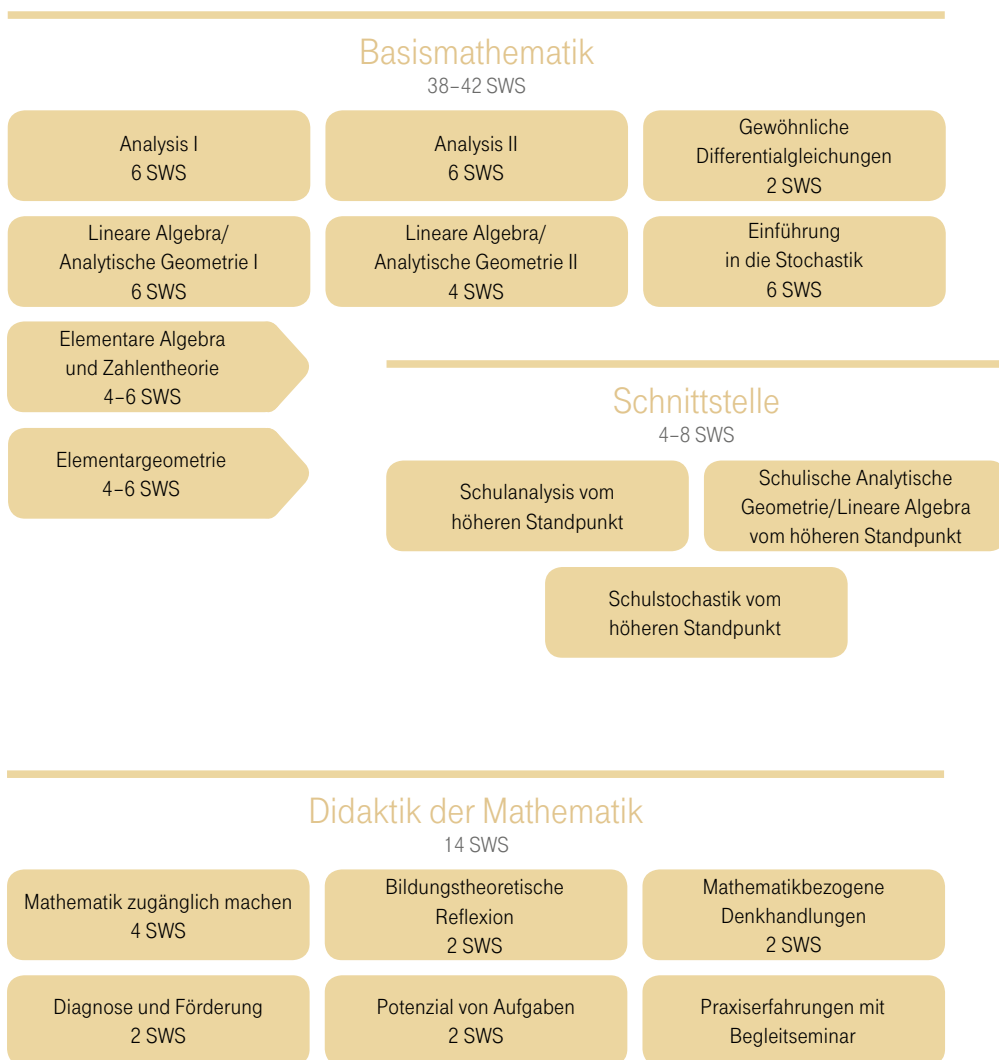 Basismathematik
38–42 SWS
Analysis I
6 SWS
Analysis II
6 SWS
Gewöhnliche
Differentialgleichungen
2 SWS
Lineare Algebra/
Analytische Geometrie I
6 SWS
Lineare Algebra/
Analytische Geometrie II
4 SWS
Einführung
in die Stochastik
6 SWS
Elementare Algebra
und Zahlentheorie
4–6 SWS
Elementargeometrie
4–6 SWS
Schnittstelle
4–8 SWS
Schulanalysis vom
höheren Standpunkt
Schulische Analytische
Geometrie/Lineare Algebra
vom höheren Standpunkt
Schulstochastik vom
höheren Standpunkt
Didaktik der Mathematik
14 SWS
Mathematik zugänglich machen
4 SWS
Bildungstheoretische
Reflexion
2 SWS
Mathematikbezogene
Denkhandlungen
2 SWS
Diagnose und Förderung
2 SWS
Potenzial von Aufgaben
2 SWS
Praxiserfahrungen mit
Begleitseminar